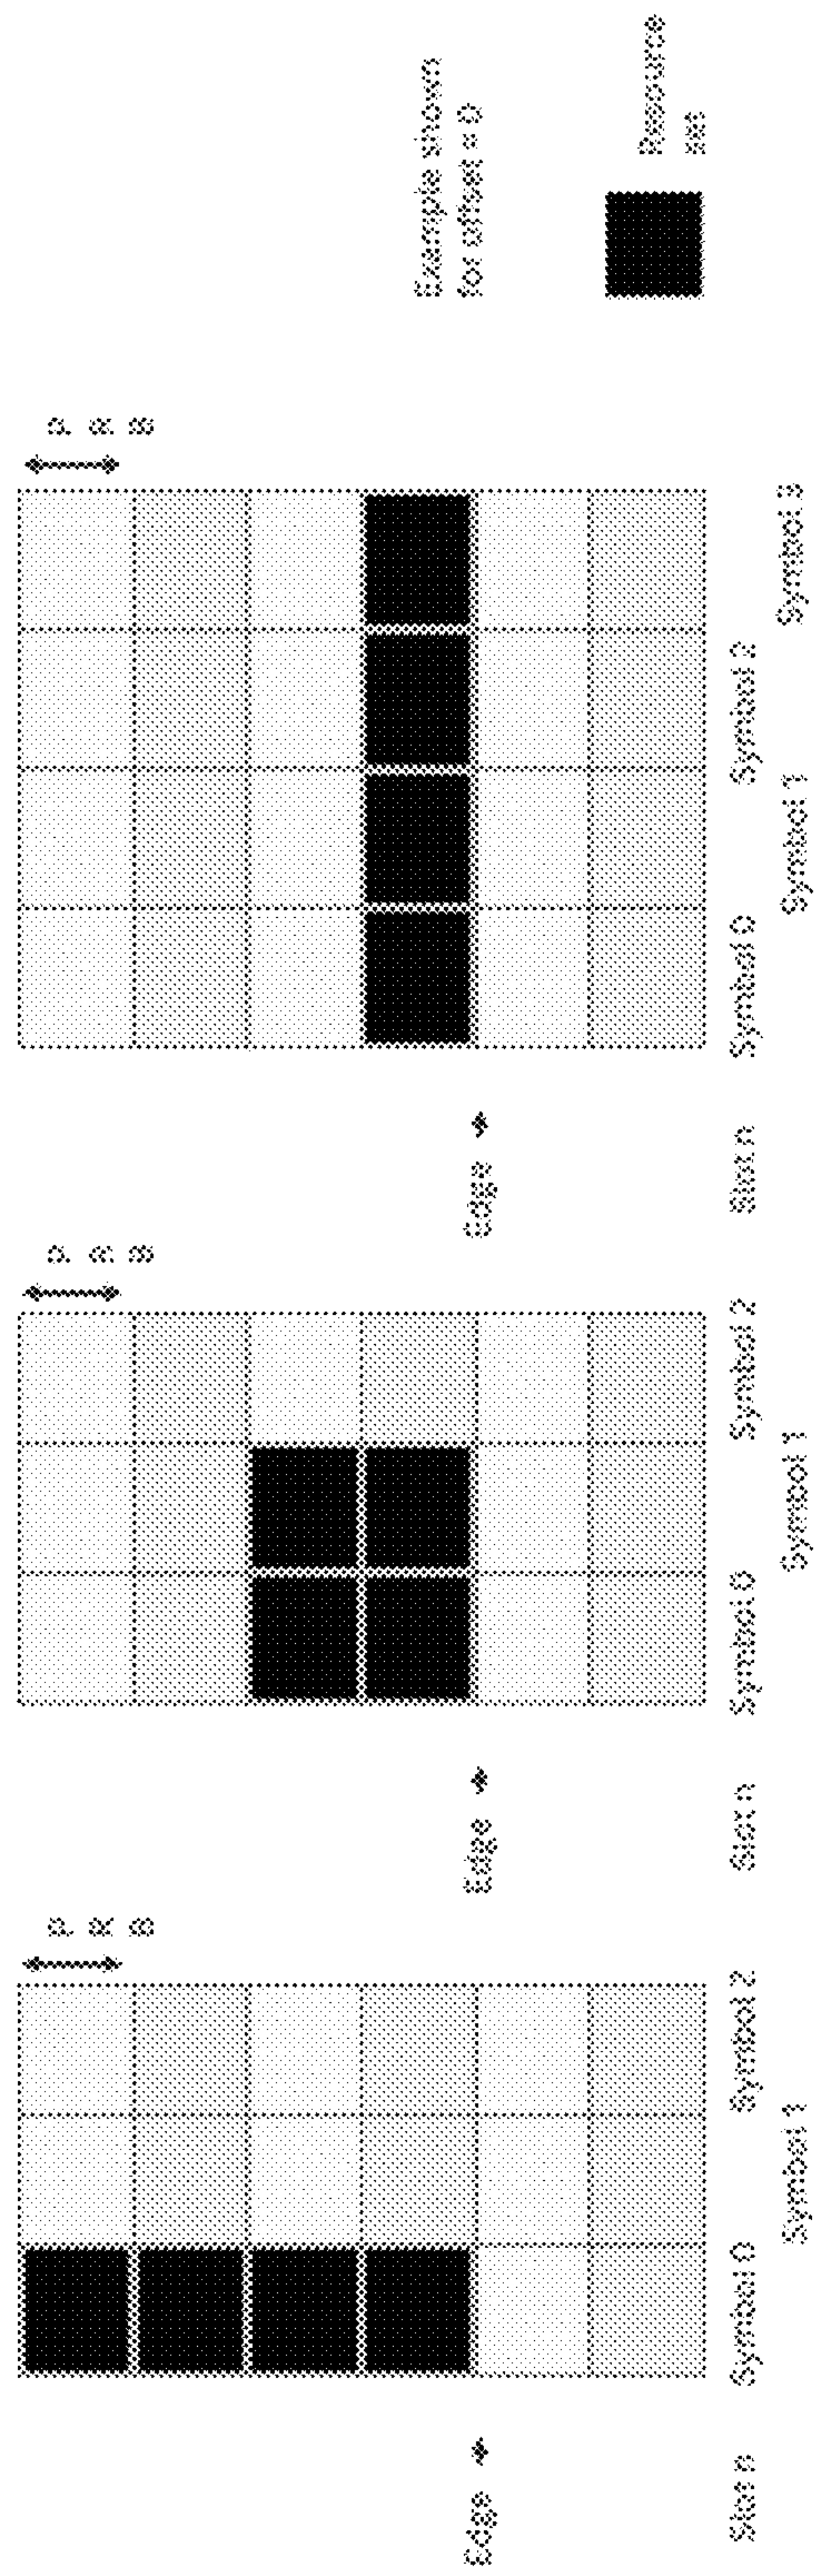 Edge
Slot n
P
R
B
Symbol 0
Symbol 1
Symbol 2
Edge
Slot n
P
R
B
Symbol 0
Symbol 1
Symbol 2
Edge
Slot n
P
R
B
Symbol 0
Symbol 1
Symbol 2
Symbol 3
Example shown
for offset = 0
Resource